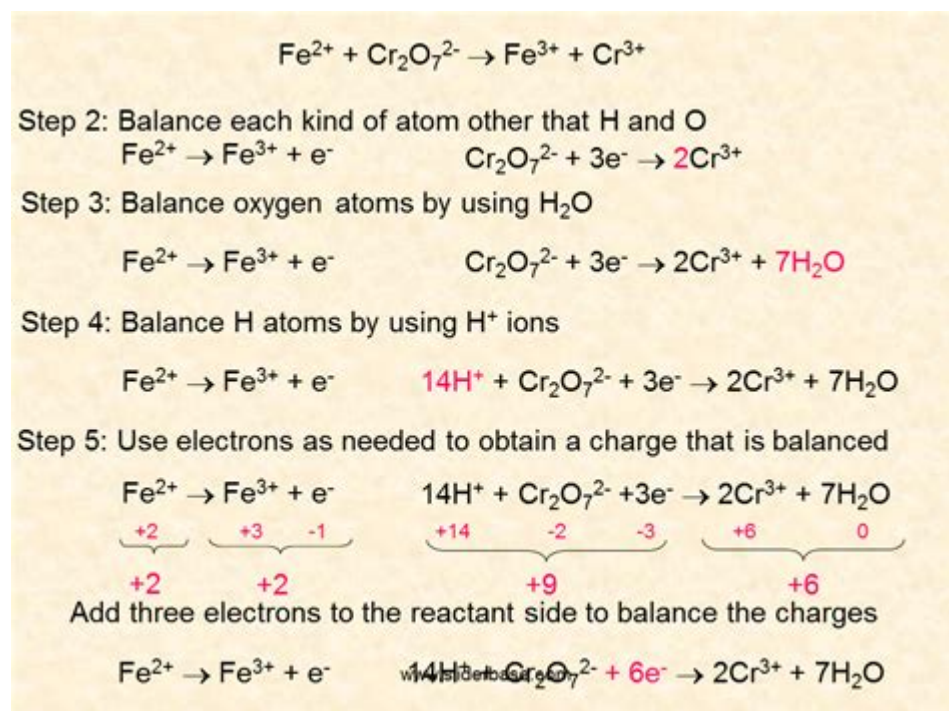 Fe²⁺ + Cr₂O₇²⁻ → Fe³⁺ + Cr³⁺
Step 2: Balance each kind of atom other that H and O
Fe²⁺ → Fe³⁺ + e⁻ Cr₂O₇²⁻ + 3e⁻ → 2Cr³⁺
Step 3: Balance oxygen atoms by using H₂O
Fe²⁺ → Fe³⁺ + e⁻ Cr₂O₇²⁻ + 3e⁻ → 2Cr³⁺ + 7H₂O
Step 4: Balance H atoms by using H⁺ ions
Fe²⁺ → Fe³⁺ + e⁻ 14H⁺ + Cr₂O₇²⁻ + 3e⁻ → 2Cr³⁺ + 7H₂O
Step 5: Use electrons as needed to obtain a charge that is balanced
Fe²⁺ → Fe³⁺ + e⁻ 14H⁺ + Cr₂O₇²⁻ +3e⁻ → 2Cr³⁺ + 7H₂O
+2 +3 -1 +14 -2 -3 +6 0
+2 +2 +9 +6
Add three electrons to the reactant side to balance the charges
Fe²⁺ → Fe³⁺ + e⁻ 14H⁺ + Cr₂O₇²⁻ + 6e⁻ → 2Cr³⁺ + 7H₂O